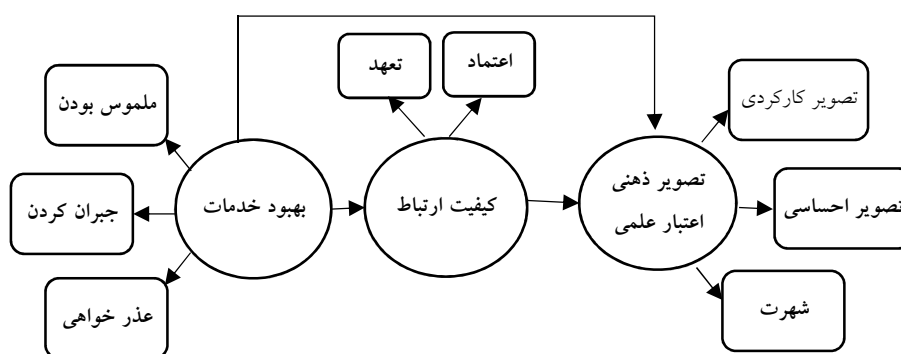 اعتماد
تعهد
تصویر کارکردی
ملموس بودن
تصویر ذهنی
اعتبار علمی
کیفیت ارتباط
بهبود خدمات
جبران کردن
تصویر احساسی
شهرت
عذر خواهی